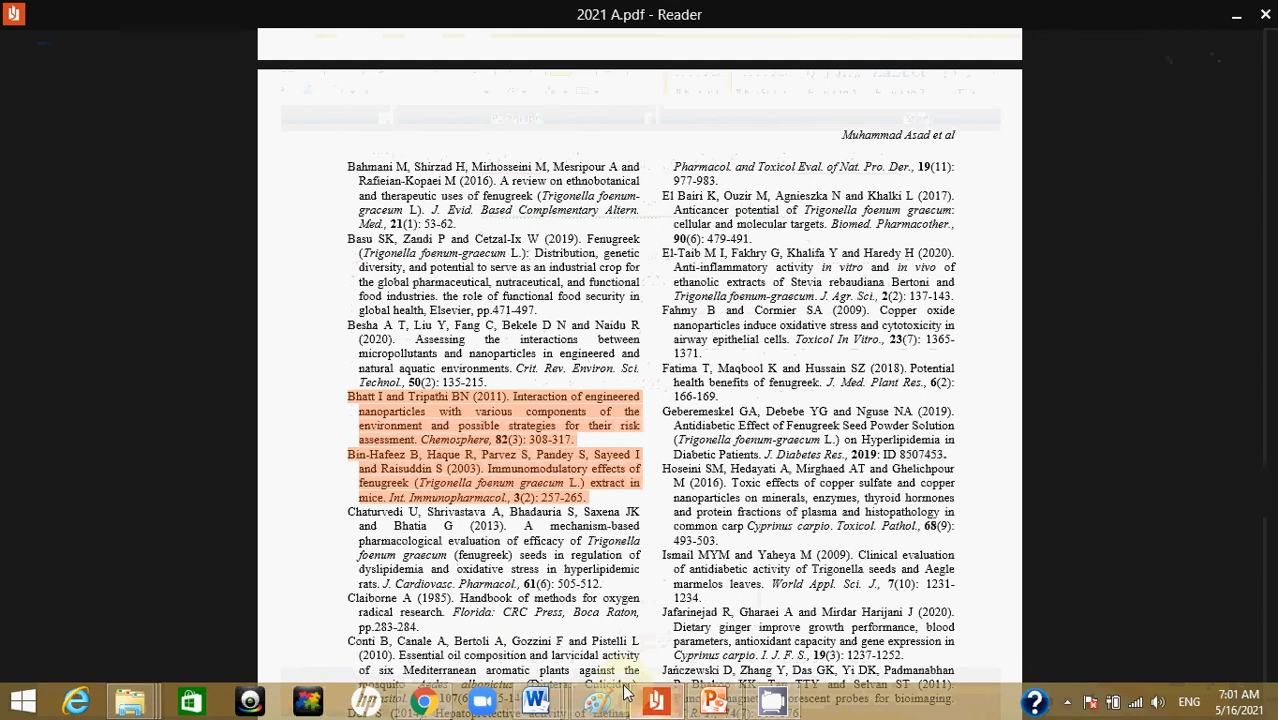 2021 A.pdf - Reader
Muhammad Asad et al
Bahmani M, Shirzad H, Mirhosseini M, Mesripour A and
Rafieian-Kopaei M (2016). A review on ethnobotanical
and therapeutic uses of fenugreek (Trigonella foenum-
graceum L). J. Evid. Based Complementary Altern.
Med., 21(1): 53-62.
Basu SK, Zandi P and Cetzal-Ix W (2019). Fenugreek
(Trigonella foenum-graecum L.): Distribution, genetic
diversity, and potential to serve as an industrial crop for
the global pharmaceutical, nutraceutical, and functional
food industries. the role of functional food security in
global health, Elsevier, pp.471-497.
Besha A T, Liu Y, Fang C, Bekele D N and Naidu R
(2020). Assessing the interactions between
micropollutants and nanoparticles in engineered and
natural aquatic environments. Crit. Rev. Environ. Sci.
Technol., 50(2): 135-215.
Bhatt I and Tripathi BN (2011). Interaction of engineered
nanoparticles with various components of the
environment and possible strategies for their risk
assessment. Chemosphere, 82(3): 308-317.
Bin-Hafeez B, Haque R, Parvez S, Pandey S, Sayeed I
and Raisuddin S (2003). Immunomodulatory effects of
fenugreek (Trigonella foenum graecum L.) extract in
mice. Int. Immunopharmacol., 3(2): 257-265.
Chaturvedi U, Shrivastava A, Bhadauria S, Saxena JK
and Bhatia G (2013). A mechanism-based
pharmacological evaluation of efficacy of Trigonella
foenum graecum (fenugreek) seeds in regulation of
dyslipidemia and oxidative stress in hyperlipidemic
rats. J. Cardiovasc. Pharmacol., 61(6): 505-512.
Claiborne A (1985). Handbook of methods for oxygen
radical research. Florida: CRC Press, Boca Raton,
pp.283-284.
Conti B, Canale A, Bertoli A, Gozzini F and Pistelli L
(2010). Essential oil composition and larvicidal activity
of six Mediterranean aromatic plants against the
mosquito Aedes albopictus (Diptera: Culicidae)
Pharmacol. and Toxicol Eval. of Nat. Pro. Der., 19(11):
977-983.
El Bairi K, Ouzir M, Agnieszka N and Khalki L (2017).
Anticancer potential of Trigonella foenum graecum:
cellular and molecular targets. Biomed. Pharmacother.,
90(6): 479-491.
El-Taib M I, Fakhry G, Khalifa Y and Haredy H (2020).
Anti-inflammatory activity in vitro and in vivo of
ethanolic extracts of Stevia rebaudiana Bertoni and
Trigonella foenum-graecum. J. Agr. Sci., 2(2): 137-143.
Fahmy B and Cormier SA (2009). Copper oxide
nanoparticles induce oxidative stress and cytotoxicity in
airway epithelial cells. Toxicol In Vitro., 23(7): 1365-
1371.
Fatima T, Maqbool K and Hussain SZ (2018). Potential
health benefits of fenugreek. J. Med. Plant Res., 6(2):
166-169.
Geberemeskel GA, Debebe YG and Nguse NA (2019).
Antidiabetic Effect of Fenugreek Seed Powder Solution
(Trigonella foenum-graecum L.) on Hyperlipidemia in
Diabetic Patients. J. Diabetes Res., 2019: ID 8507453.
Hoseini SM, Hedayati A, Mirghaed AT and Ghelichpour
M (2016). Toxic effects of copper sulfate and copper
nanoparticles on minerals, enzymes, thyroid hormones
and protein fractions of plasma and histopathology in
common carp Cyprinus carpio. Toxicol. Pathol., 68(9):
493-503.
Ismail MYM and Yaheya M (2009). Clinical evaluation
of antidiabetic activity of Trigonella seeds and Aegle
marmelos leaves. World Appl. Sci. J., 7(10): 1231-
1234.
Jafarinejad R, Gharaei A and Mirdar Harijani J (2020).
Dietary ginger improve growth performance, blood
parameters, antioxidant capacity and gene expression in
Cyprinus carpio. I. J. F. S., 19(3): 1237-1252.
Jańczewski D, Zhang Y, Das GK, Yi DK, Padmanabhan
ENG
7:01 AM
5/16/2021